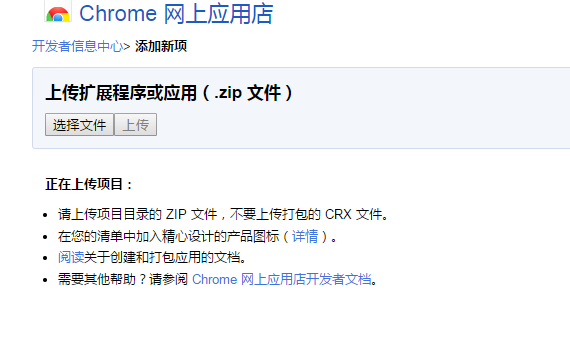 Chrome 网上应用店
开发者信息中心> 添加新项
上传扩展程序或应用（.zip 文件）
选择文件 上传
正在上传项目：
请上传项目目录的 ZIP 文件，不要上传打包的 CRX 文件。
在您的清单中加入精心设计的产品图标（详情）。
阅读关于创建和打包应用的文档。
需要其他帮助？请参阅 Chrome 网上应用店开发者文档。